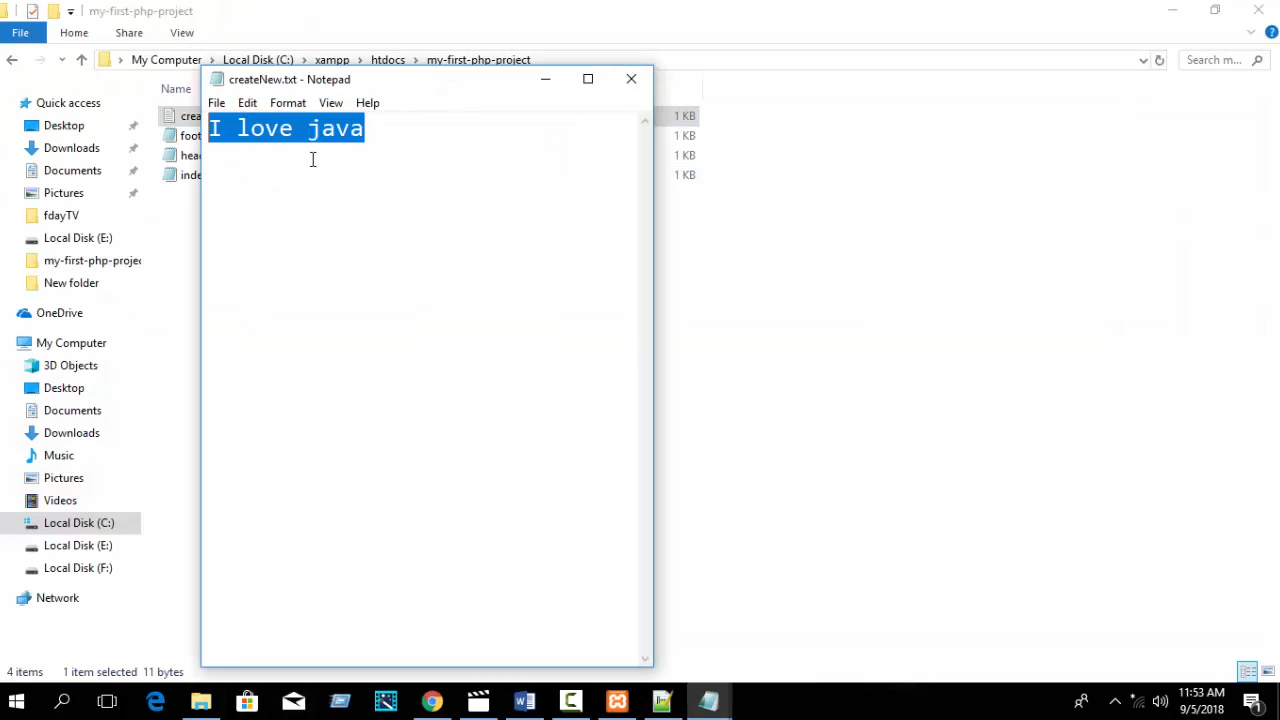 my-first-php-project
File Home Share View
My Computer Local Disk (C:) xampp htdocs my-first-php-project Search m...
createNew.txt - Notepad
File Edit Format View Help
I love java
Name
crea 1 KB
foot 1 KB
head 1 KB
inde 1 KB
Quick access
Desktop
Downloads
Documents
Pictures
fdayTV
Local Disk (E:)
my-first-php-projec
New folder
OneDrive
My Computer
3D Objects
Desktop
Documents
Downloads
Music
Pictures
Videos
Local Disk (C:)
Local Disk (E:)
Local Disk (F:)
Network
4 items 1 item selected 11 bytes
11:53 AM
9/5/2018